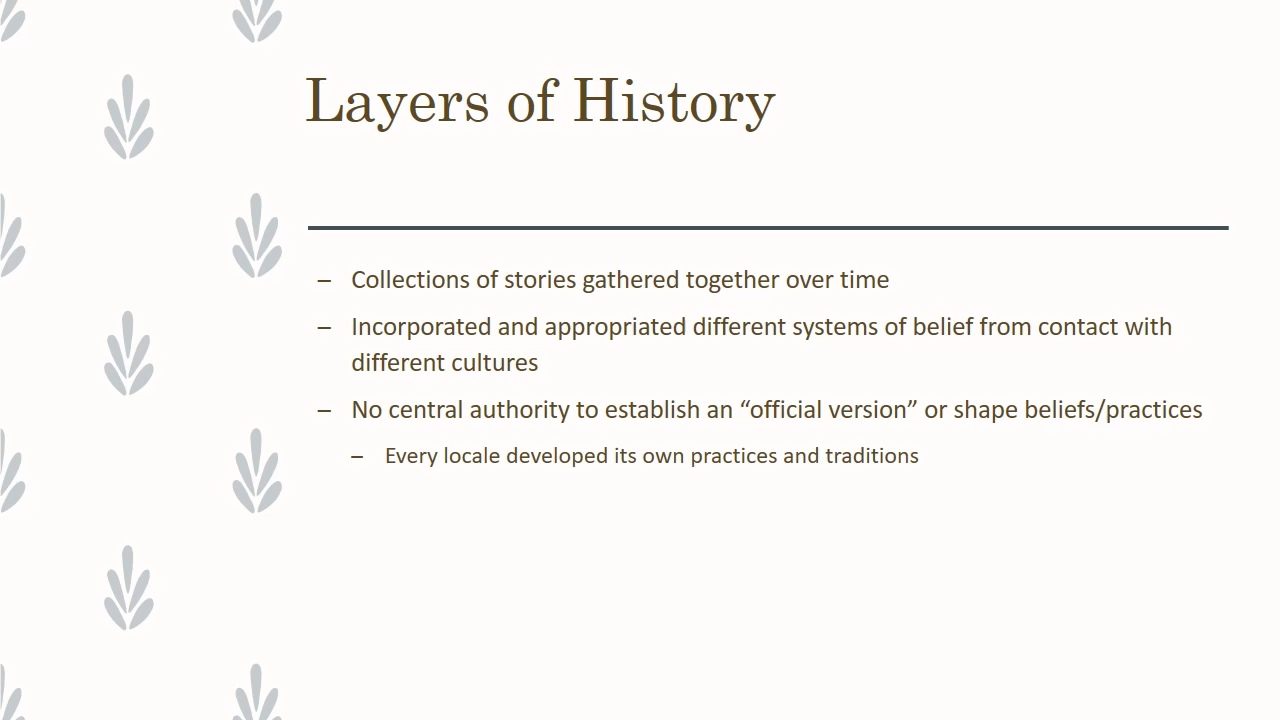 Layers of History
– Collections of stories gathered together over time
– Incorporated and appropriated different systems of belief from contact with
different cultures
– No central authority to establish an “official version” or shape beliefs/practices
– Every locale developed its own practices and traditions